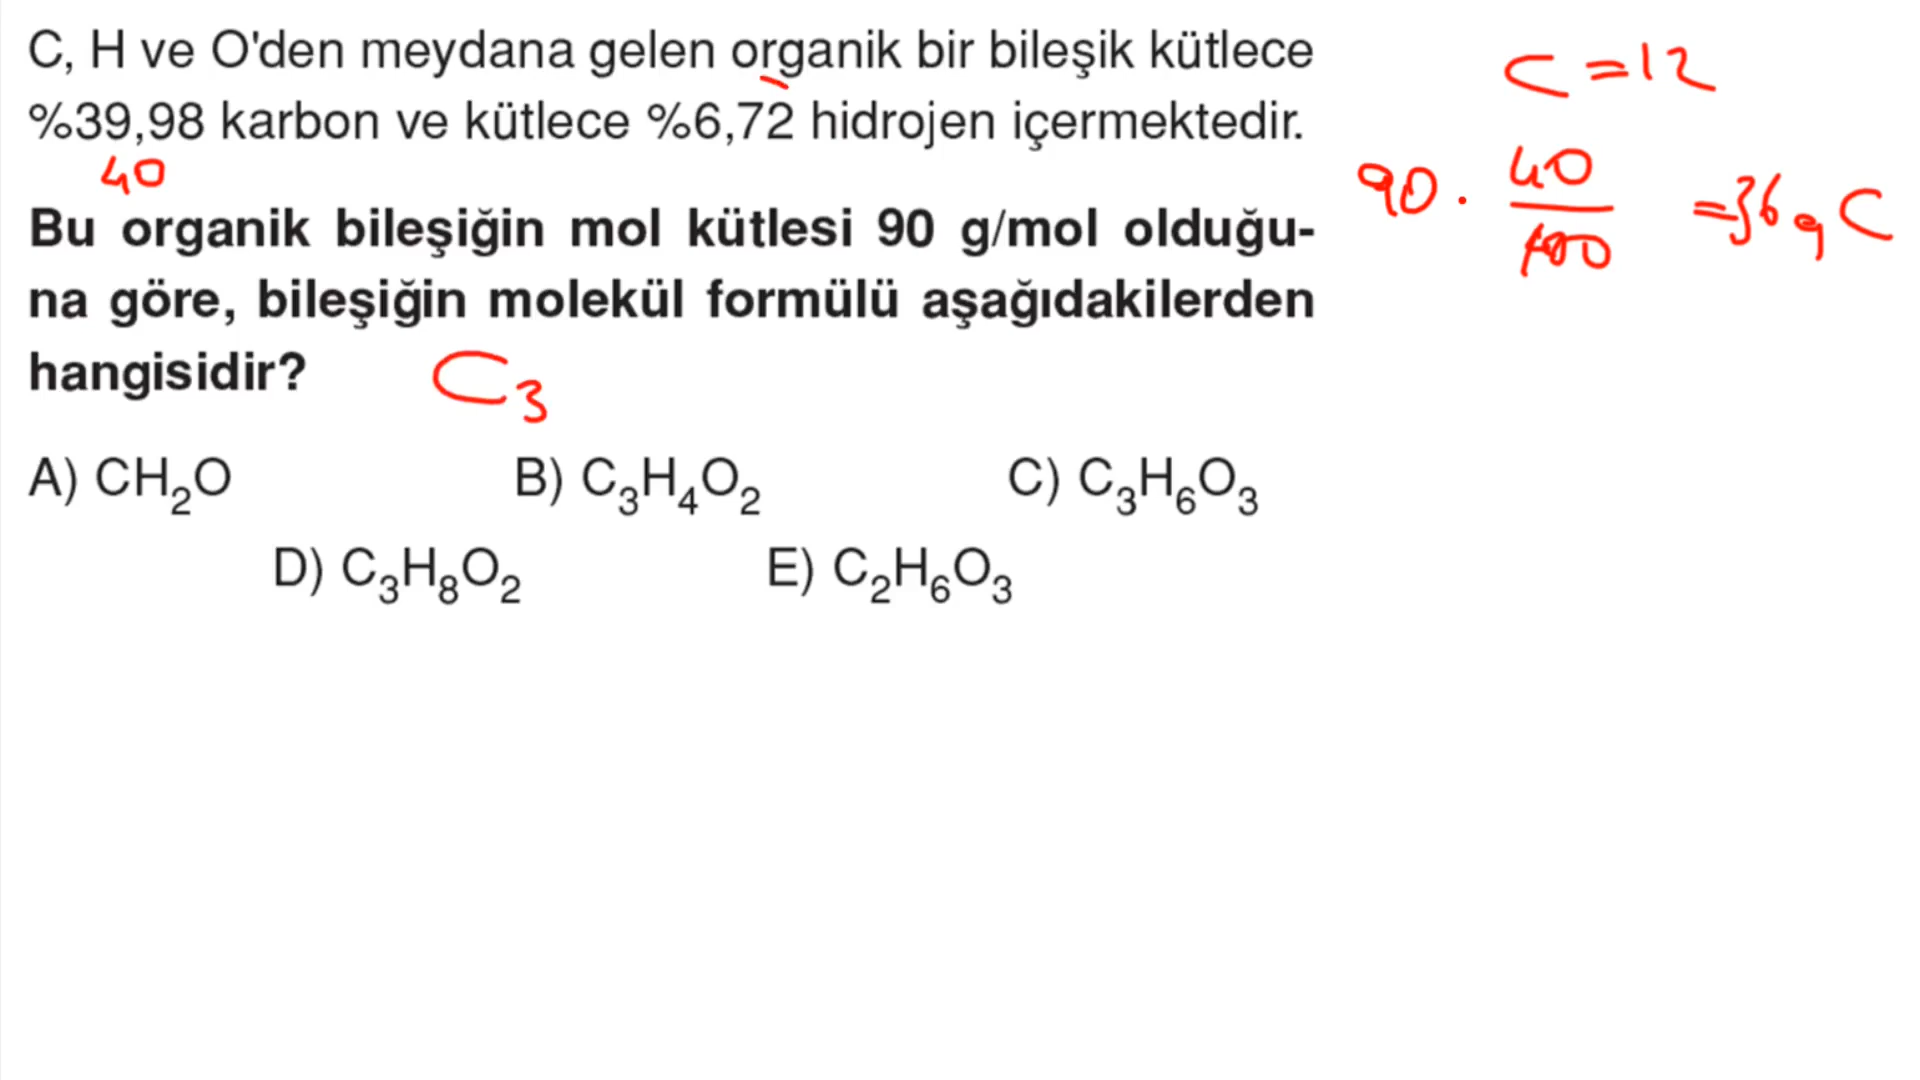 C, H ve O'den meydana gelen organik bir bileşik kütlece
%39,98 karbon ve kütlece %6,72 hidrojen içermektedir.
40
Bu organik bileşiğin mol kütlesi 90 g/mol olduğu-
na göre, bileşiğin molekül formülü aşağıdakilerden
hangisidir?
C₃
A) CH₂O B) C₃H₄O₂ C) C₃H₆O₃
D) C₃H₈O₂ E) C₂H₆O₃
C = 12
90 · 40/100 = 36 g C